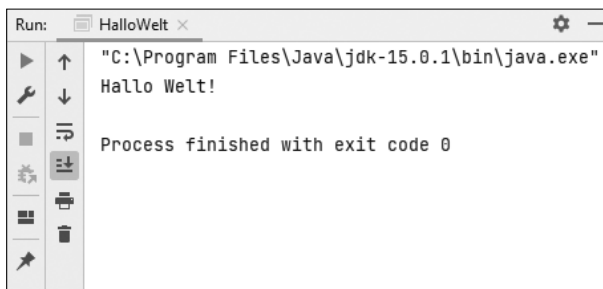 Run: HalloWelt
"C:\Program Files\Java\jdk-15.0.1\bin\java.exe"
Hallo Welt!
Process finished with exit code 0